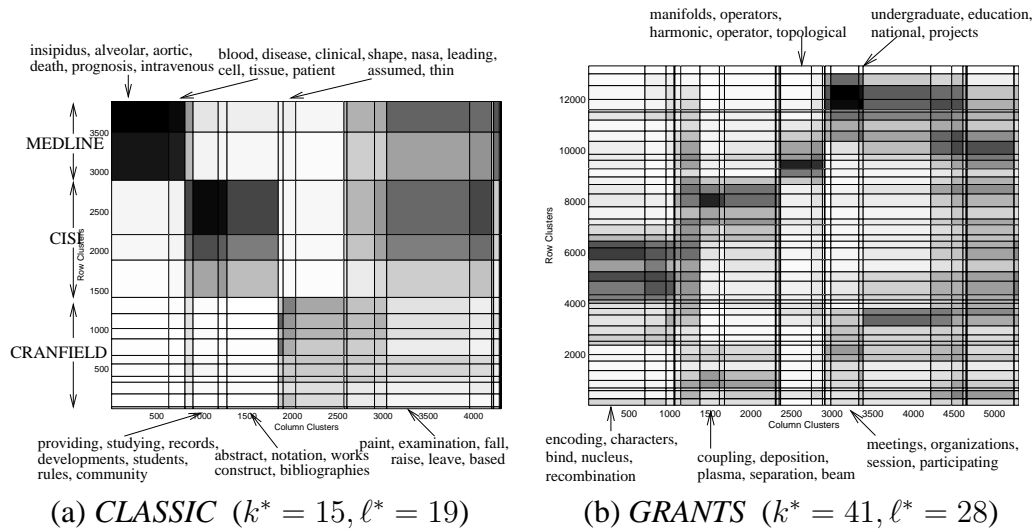 insipidus, alveolar, aortic,
death, prognosis, intravenous
blood, disease, clinical,
cell, tissue, patient
shape, nasa, leading,
assumed, thin
MEDLINE
CISI
CRANFIELD
Row Clusters
3500
3000
2500
2000
1500
1000
500
500 1000 1500 2000 2500 3000 3500 4000
Column Clusters
providing, studying, records,
developments, students,
rules, community
abstract, notation, works
construct, bibliographies
paint, examination, fall,
raise, leave, based
(a) CLASSIC (k* = 15, ℓ* = 19)
manifolds, operators,
harmonic, operator, topological
undergraduate, education,
national, projects
Row Clusters
12000
10000
8000
6000
4000
2000
500 1000 1500 2000 2500 3000 3500 4000 4500 5000
Column Clusters
encoding, characters,
bind, nucleus,
recombination
coupling, deposition,
plasma, separation, beam
meetings, organizations,
session, participating
(b) GRANTS (k* = 41, ℓ* = 28)